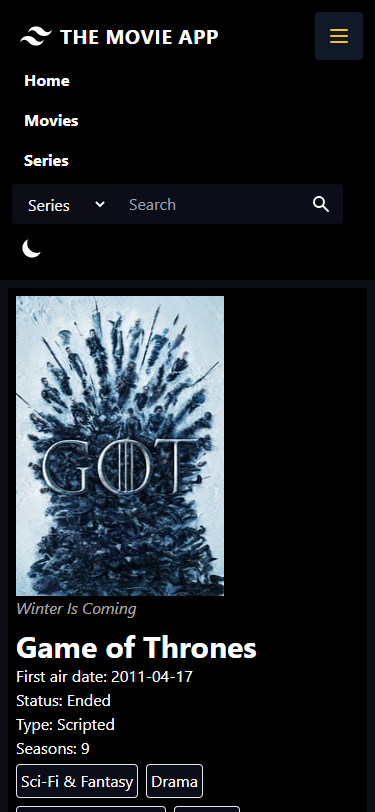 THE MOVIE APP
Home
Movies
Series
Series Search
GOT
Winter Is Coming
Game of Thrones
First air date: 2011-04-17
Status: Ended
Type: Scripted
Seasons: 9
Sci-Fi & Fantasy Drama